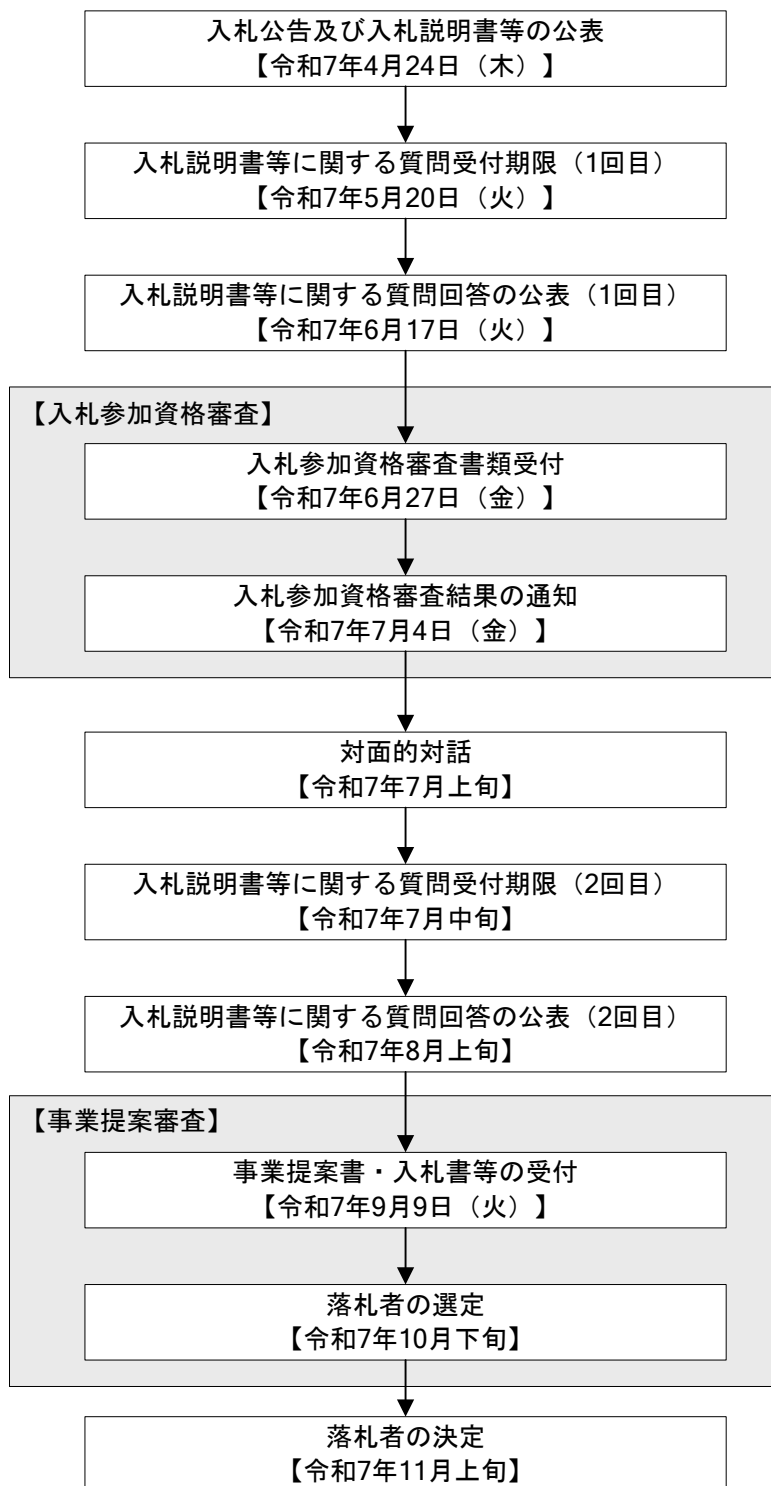 入札公告及び入札説明書等の公表
【令和7年4月24日（木）】
入札説明書等に関する質問受付期限（1回目）
【令和7年5月20日（火）】
入札説明書等に関する質問回答の公表（1回目）
【令和7年6月17日（火）】
【入札参加資格審査】
入札参加資格審査書類受付
【令和7年6月27日（金）】
入札参加資格審査結果の通知
【令和7年7月4日（金）】
対面的対話
【令和7年7月上旬】
入札説明書等に関する質問受付期限（2回目）
【令和7年7月中旬】
入札説明書等に関する質問回答の公表（2回目）
【令和7年8月上旬】
【事業提案審査】
事業提案書・入札書等の受付
【令和7年9月9日（火）】
落札者の選定
【令和7年10月下旬】
落札者の決定
【令和7年11月上旬】